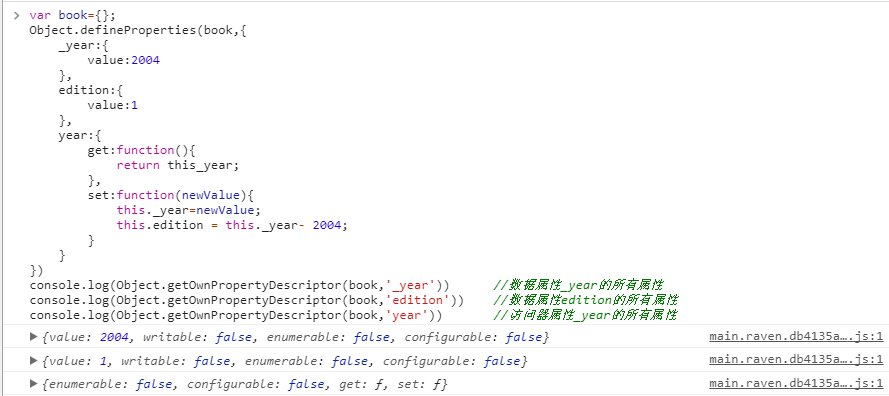 var book={};
Object.defineProperties(book,{
    _year:{
        value:2004
    },
    edition:{
        value:1
    },
    year:{
        get:function(){
            return this_year;
        },
        set:function(newValue){
            this._year=newValue;
            this.edition = this._year- 2004;
        }
    }
})
console.log(Object.getOwnPropertyDescriptor(book,'_year'))      //数据属性_year的所有属性
console.log(Object.getOwnPropertyDescriptor(book,'edition'))    //数据属性edition的所有属性
console.log(Object.getOwnPropertyDescriptor(book,'year'))       //访问器属性_year的所有属性
{value: 2004, writable: false, enumerable: false, configurable: false} main.raven.db4135a….js:1
{value: 1, writable: false, enumerable: false, configurable: false} main.raven.db4135a….js:1
{enumerable: false, configurable: false, get: ƒ, set: ƒ} main.raven.db4135a….js:1